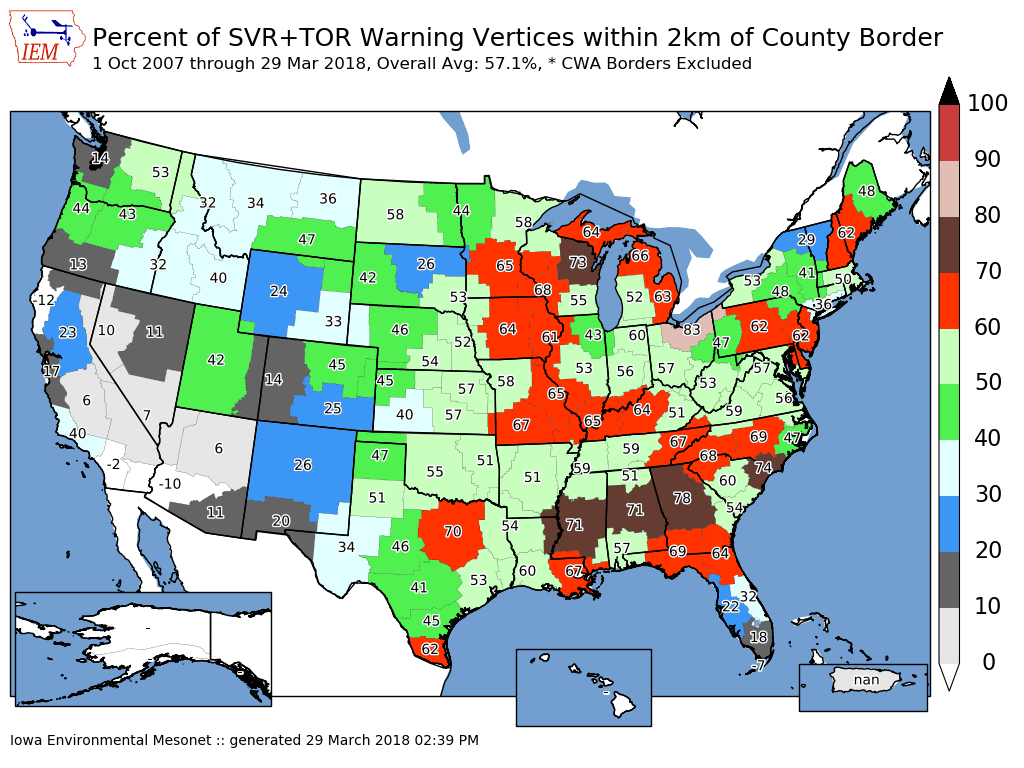 IEM
Percent of SVR+TOR Warning Vertices within 2km of County Border
1 Oct 2007 through 29 Mar 2018, Overall Avg: 57.1%, * CWA Borders Excluded
100
90
80
70
60
50
40
30
20
10
0
14 53 32 34 36 58 44 58 64 48
44 43 47 29 62
13 32 40 24 42 26 65 73 66 53 41
-12 33 53 68 55 52 63 48 50 36
23 10 11 46 52 64 61 43 60 83 47 62 62
17 6 42 14 45 45 54 58 53 56 57 53 57
7 25 40 57 57 65 64 51 59 56
40 6 67 65 67 69 47
-2 26 47 55 51 51 59 59 68 74
-10 51 51 60
11 20 34 46 70 54 71 71 78 54
57 69 64
41 53 60 67
45 22 32
62 18
-7
-
-
nan
Iowa Environmental Mesonet :: generated 29 March 2018 02:39 PM